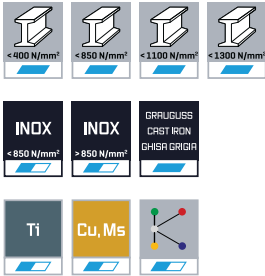 <400 N/mm² <850 N/mm² <1100 N/mm² <1300 N/mm²
INOX INOX GRAUGUSS
CAST IRON
GHISA GRIGIA
<850 N/mm² >850 N/mm²
Ti Cu, Ms